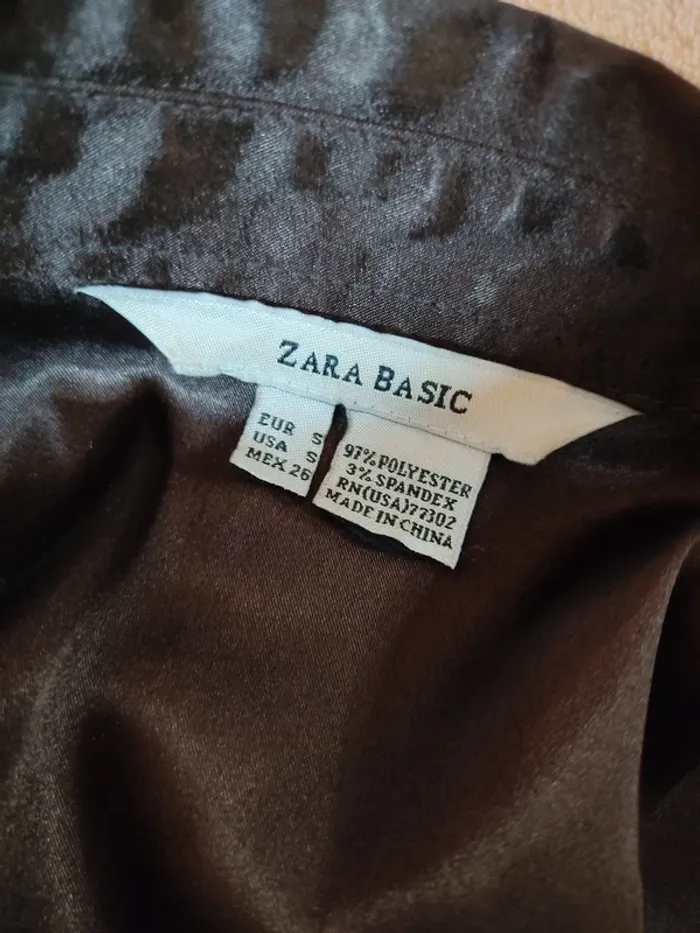 ZARA BASIC
EUR S
USA S
MEX 26
97% POLYESTER
3% SPANDEX
RN(USA)77302
MADE IN CHINA